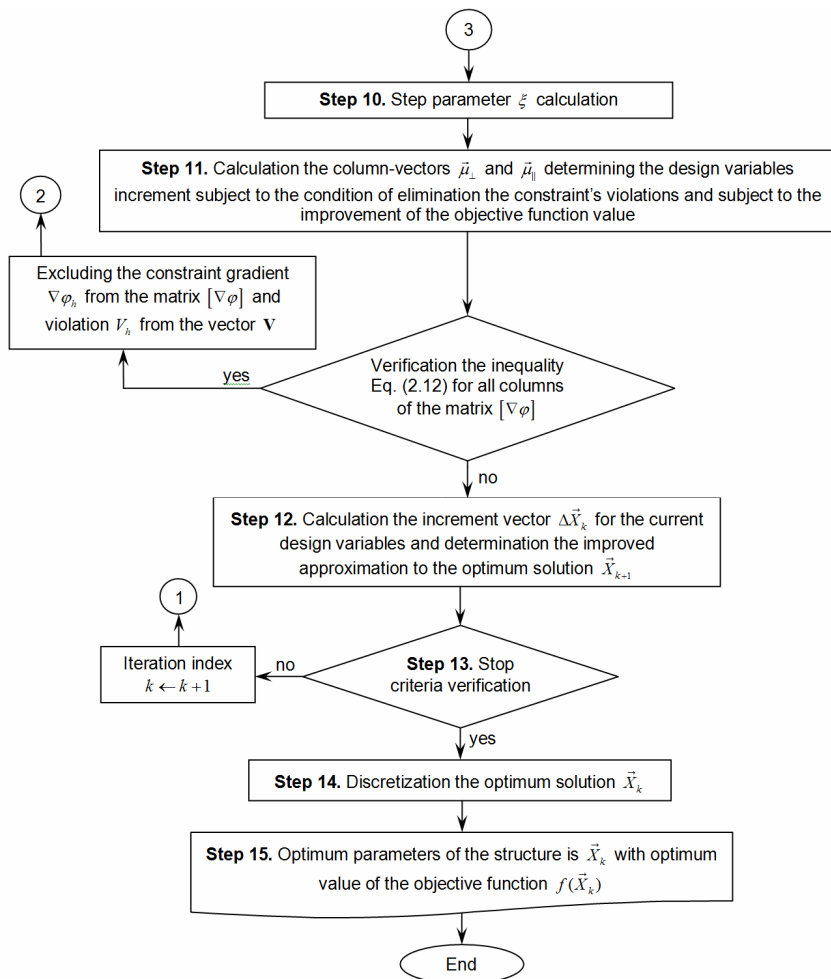 3
Step 10. Step parameter ξ calculation
Step 11. Calculation the column-vectors μ⃗⊥ and μ⃗∥ determining the design variables
increment subject to the condition of elimination the constraint's violations and subject to the
improvement of the objective function value
2
Excluding the constraint gradient
∇φₕ from the matrix [∇φ] and
violation Vₕ from the vector V
yes
Verification the inequality
Eq. (2.12) for all columns
of the matrix [∇φ]
no
Step 12. Calculation the increment vector ΔX⃗ₖ for the current
design variables and determination the improved
approximation to the optimum solution X⃗ₖ₊₁
1
Iteration index
k ← k+1
no
Step 13. Stop
criteria verification
yes
Step 14. Discretization the optimum solution X⃗ₖ
Step 15. Optimum parameters of the structure is X⃗ₖ with optimum
value of the objective function f(X⃗ₖ)
End